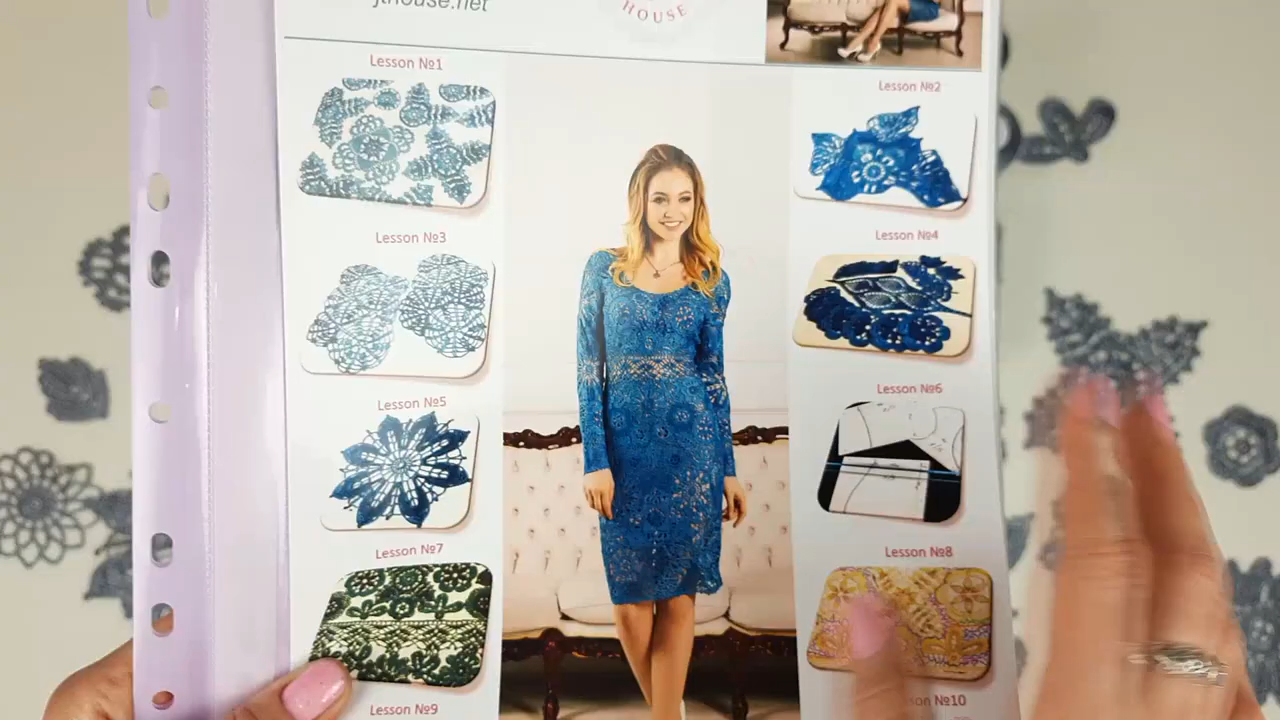 jthouse.net
HOUSE
Lesson №1
Lesson №2
Lesson №3
Lesson №4
Lesson №5
Lesson №6
Lesson №7
Lesson №8
Lesson №9
№10